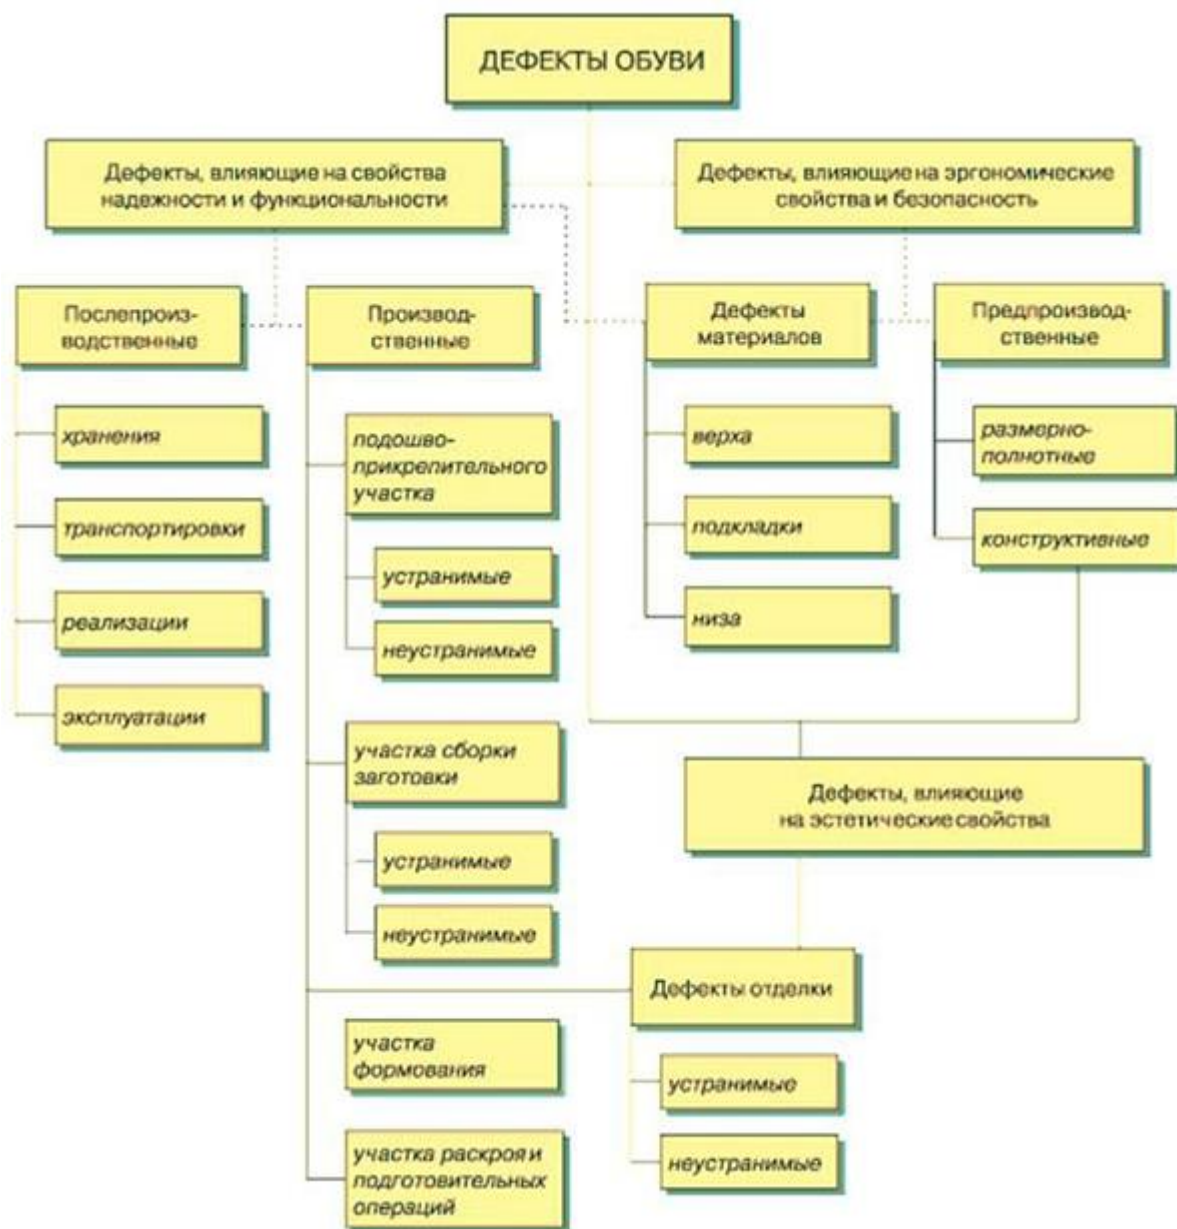 ДЕФЕКТЫ ОБУВИ
Дефекты, влияющие на свойства
надежности и функциональности
Дефекты, влияющие на эргономические
свойства и безопасность
Послепроиз-
водственные
Производ-
ственные
Дефекты
материалов
Предпроизвод-
ственные
хранения
транспортировки
реализации
эксплуатации
подошво-
прикрепительного
участка
устранимые
неустранимые
участка сборки
заготовки
устранимые
неустранимые
участка
формования
участка раскроя и
подготовительных
операций
верха
подкладки
низа
размерно-
полнотные
конструктивные
Дефекты, влияющие
на эстетические свойства
Дефекты отделки
устранимые
неустранимые